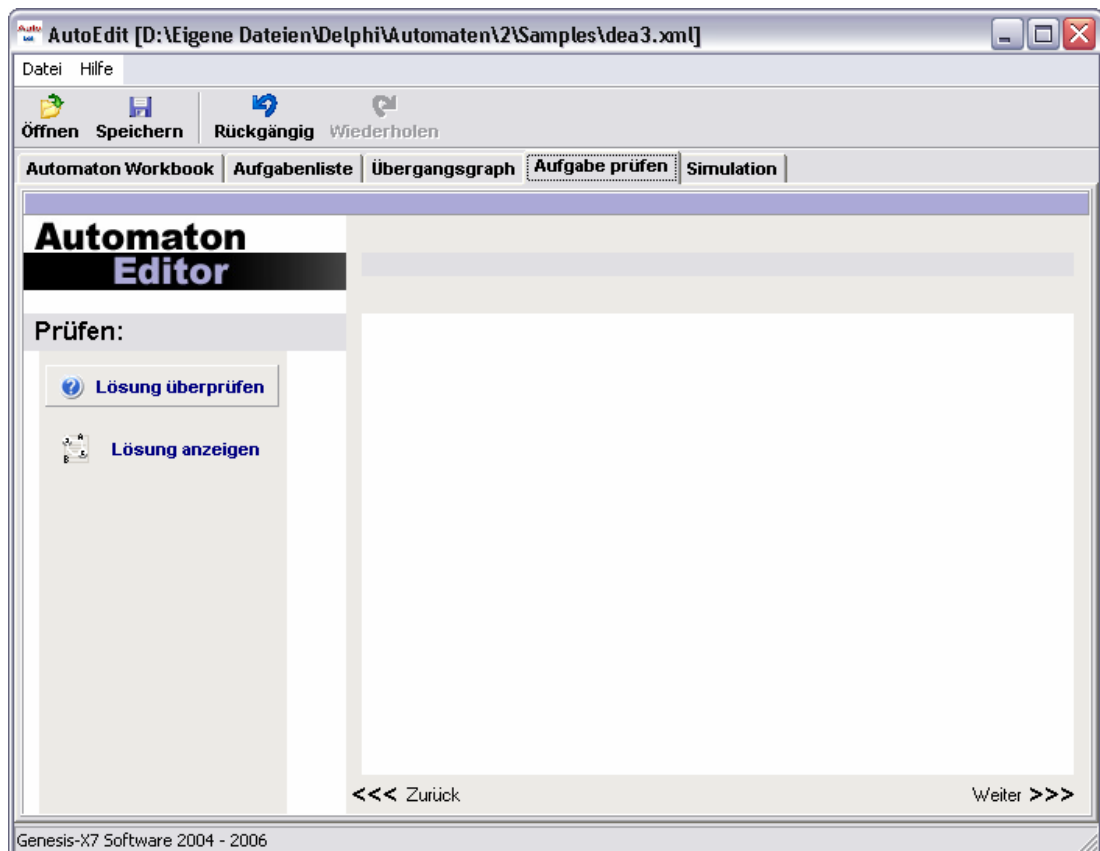 AutoEdit [D:\Eigene Dateien\Delphi\Automaten\2\Samples\dea3.xml]
Datei Hilfe
Öffnen Speichern Rückgängig Wiederholen
Automaton Workbook Aufgabenliste Übergangsgraph Aufgabe prüfen Simulation
Automaton
Editor
Prüfen:
Lösung überprüfen
Lösung anzeigen
<<< Zurück Weiter >>>
Genesis-X7 Software 2004 - 2006